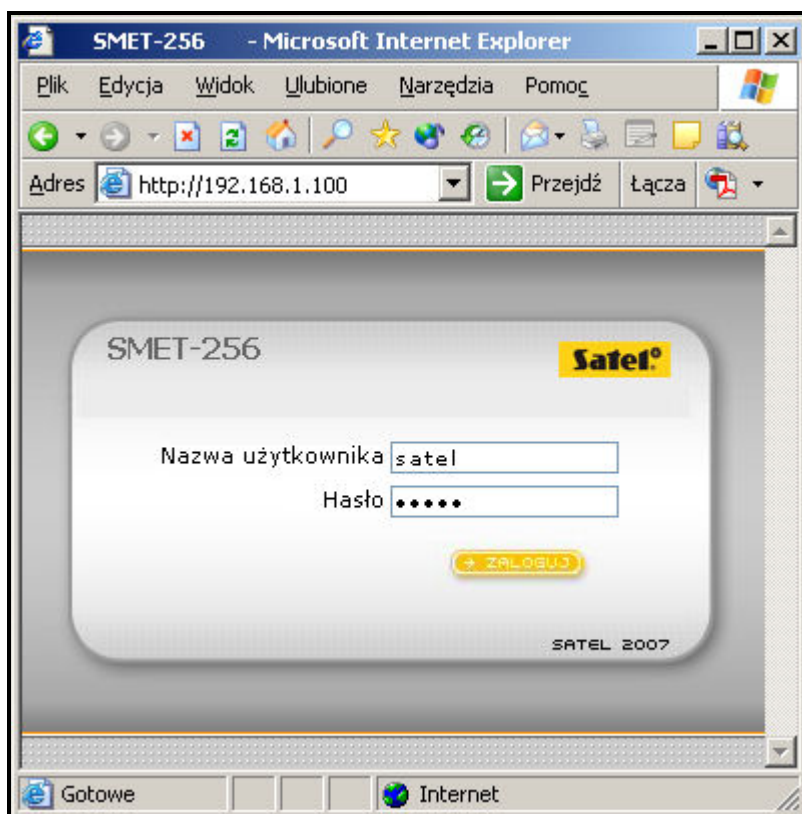 SMET-256 - Microsoft Internet Explorer
Plik Edycja Widok Ulubione Narzędzia Pomoc
Adres http://192.168.1.100 Przejdź Łącza
SMET-256 Satel
Nazwa użytkownika satel
Hasło •••••
→ ZALOGUJ
SATEL 2007
Gotowe Internet